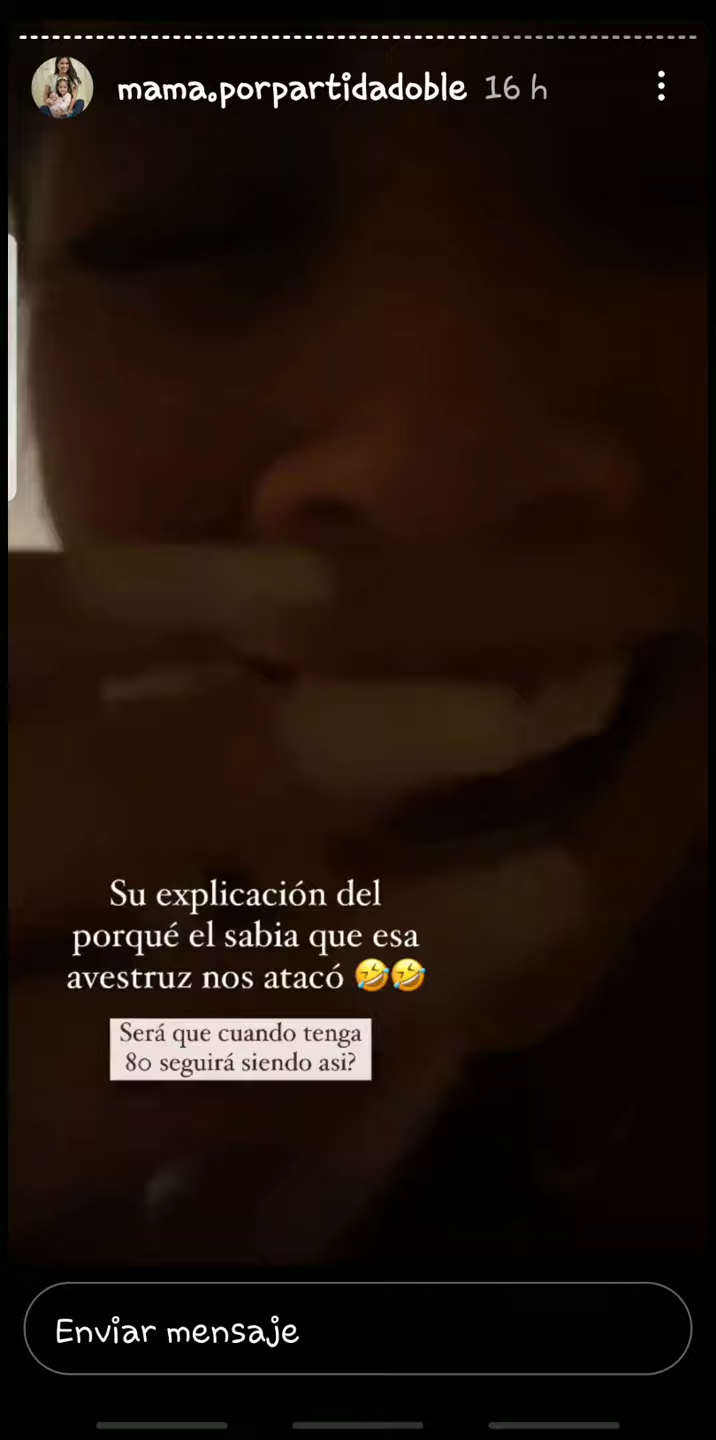 mama.porpartidadoble 16 h
Su explicación del
porqué el sabia que esa
avestruz nos atacó 🤣🤣
Será que cuando tenga
80 seguirá siendo asi?
Enviar mensaje